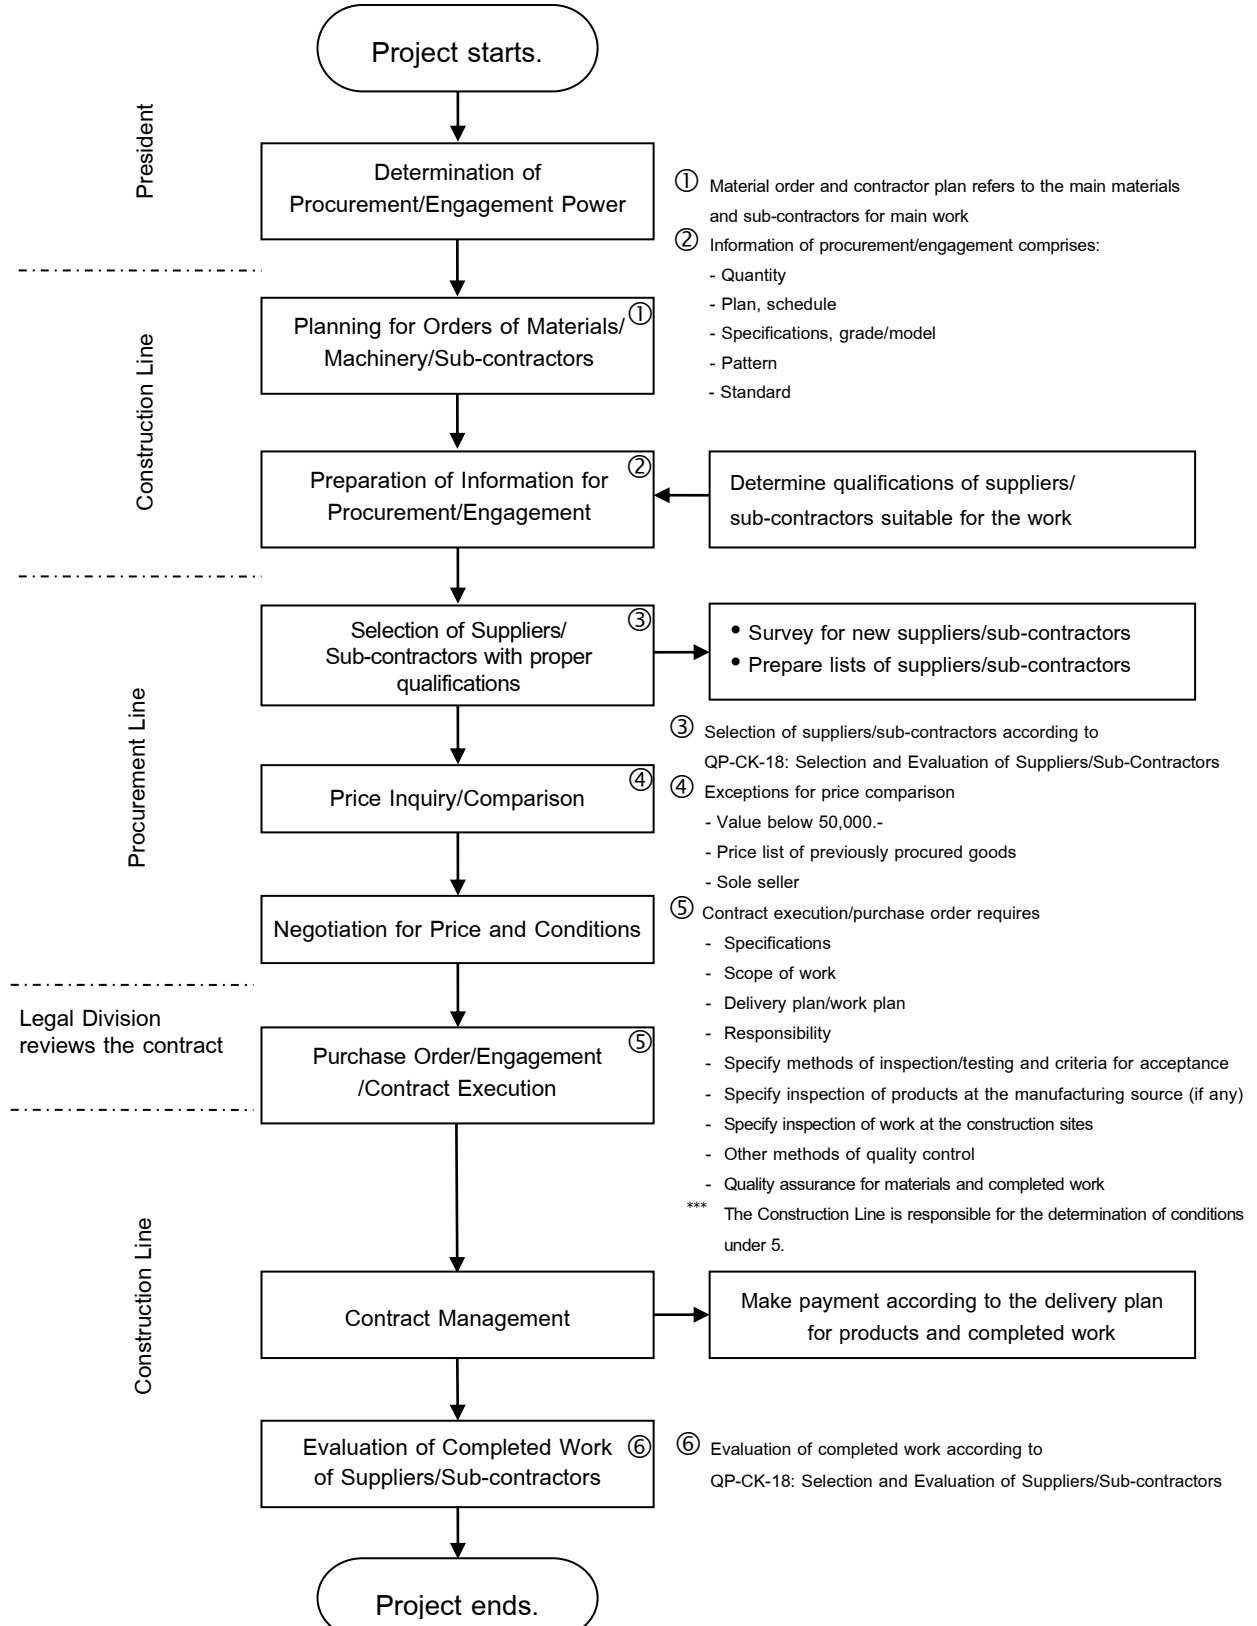 Project starts.
President
Determination of
Procurement/Engagement Power
① Material order and contractor plan refers to the main materials
and sub-contractors for main work
② Information of procurement/engagement comprises:
- Quantity
- Plan, schedule
- Specifications, grade/model
- Pattern
- Standard
Construction Line
Planning for Orders of Materials/ ①
Machinery/Sub-contractors
Preparation of Information for ②
Procurement/Engagement
Determine qualifications of suppliers/
sub-contractors suitable for the work
Procurement Line
Selection of Suppliers/ ③
Sub-contractors with proper
qualifications
• Survey for new suppliers/sub-contractors
• Prepare lists of suppliers/sub-contractors
③ Selection of suppliers/sub-contractors according to
QP-CK-18: Selection and Evaluation of Suppliers/Sub-Contractors
Price Inquiry/Comparison ④
④ Exceptions for price comparison
- Value below 50,000.-
- Price list of previously procured goods
- Sole seller
Negotiation for Price and Conditions
⑤ Contract execution/purchase order requires
- Specifications
- Scope of work
- Delivery plan/work plan
- Responsibility
- Specify methods of inspection/testing and criteria for acceptance
- Specify inspection of products at the manufacturing source (if any)
- Specify inspection of work at the construction sites
- Other methods of quality control
- Quality assurance for materials and completed work
*** The Construction Line is responsible for the determination of conditions
under 5.
Legal Division
reviews the contract
Purchase Order/Engagement ⑤
/Contract Execution
Construction Line
Contract Management
Make payment according to the delivery plan
for products and completed work
Evaluation of Completed Work ⑥
of Suppliers/Sub-contractors
⑥ Evaluation of completed work according to
QP-CK-18: Selection and Evaluation of Suppliers/Sub-contractors
Project ends.